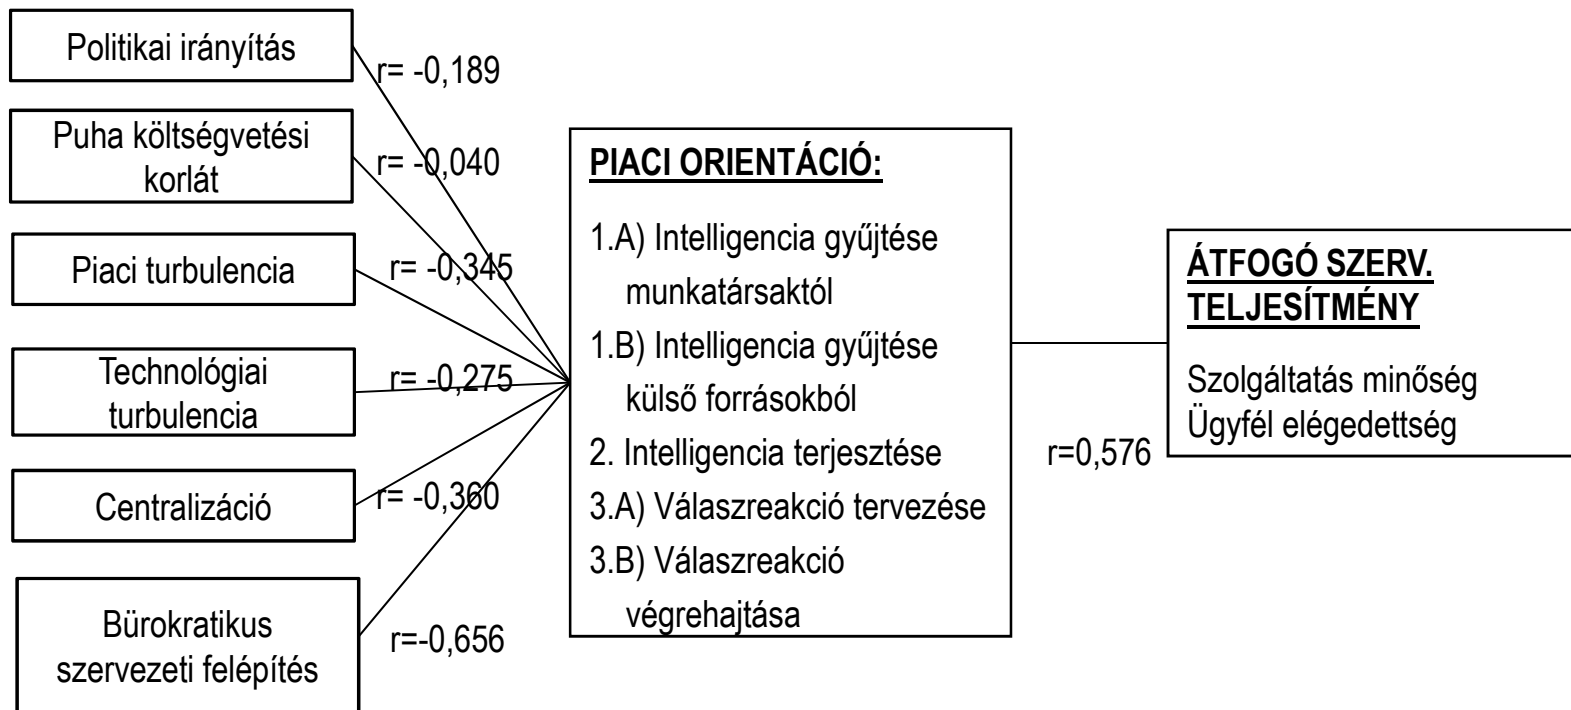 Politikai irányítás
r= -0,189
Puha költségvetési
korlát
r= -0,040
Piaci turbulencia
r= -0,345
Technológiai
turbulencia
r= -0,275
Centralizáció
r= -0,360
Bürokratikus
szervezeti felépítés
r=-0,656
PIACI ORIENTÁCIÓ:
1.A) Intelligencia gyűjtése
munkatársaktól
1.B) Intelligencia gyűjtése
külső forrásokból
2. Intelligencia terjesztése
3.A) Válaszreakció tervezése
3.B) Válaszreakció
végrehajtása
r=0,576
ÁTFOGÓ SZERV.
TELJESÍTMÉNY
Szolgáltatás minőség
Ügyfél elégedettség